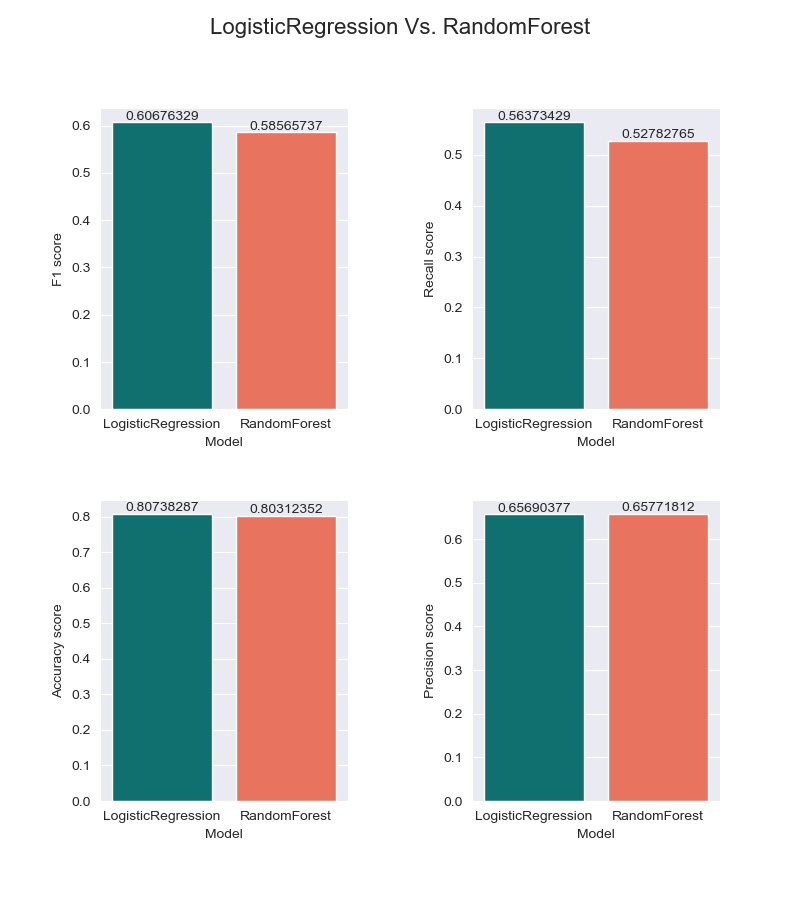 LogisticRegression Vs. RandomForest
0.60676329
0.58565737
0.6
0.5
0.4
0.3
0.2
0.1
0.0
F1 score
LogisticRegression RandomForest
Model
0.56373429
0.52782765
0.5
0.4
0.3
0.2
0.1
0.0
Recall score
LogisticRegression RandomForest
Model
0.80738287
0.80312352
0.8
0.7
0.6
0.5
0.4
0.3
0.2
0.1
0.0
Accuracy score
LogisticRegression RandomForest
Model
0.65690377 0.65771812
0.6
0.5
0.4
0.3
0.2
0.1
0.0
Precision score
LogisticRegression RandomForest
Model